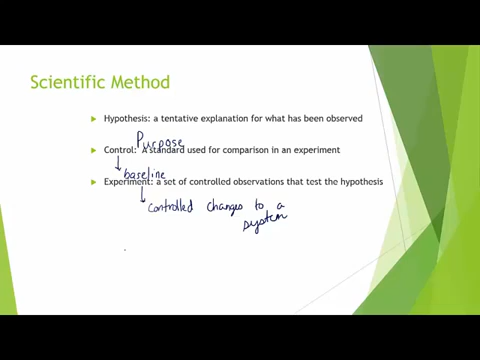 Scientific Method
Hypothesis: a tentative explanation for what has been observed
Purpose
Control: A standard used for comparison in an experiment
baseline
Experiment: a set of controlled observations that test the hypothesis
controlled changes to a
system